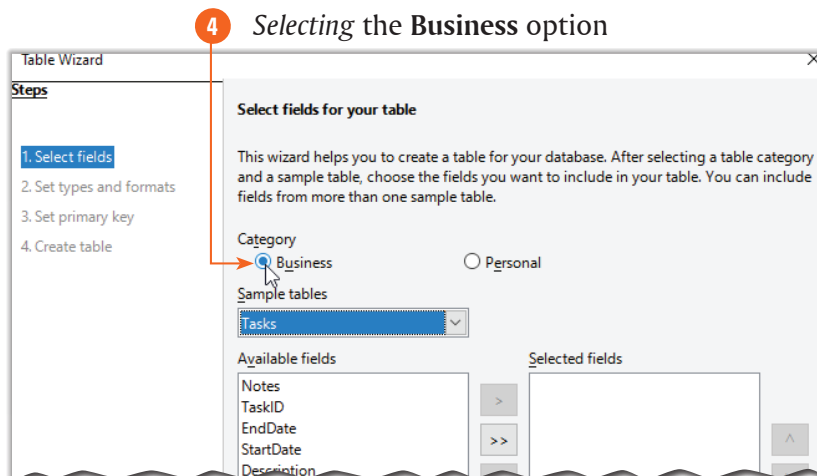 4 Selecting the Business option
Table Wizard
Steps
Select fields for your table
1. Select fields
2. Set types and formats
3. Set primary key
4. Create table
This wizard helps you to create a table for your database. After selecting a table category
and a sample table, choose the fields you want to include in your table. You can include
fields from more than one sample table.
Category
Business
Personal
Sample tables
Tasks
Available fields
Selected fields
Notes
TaskID
EndDate
StartDate
Description
>
>>
^